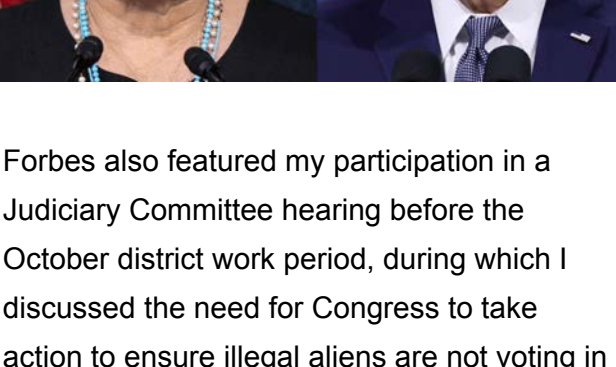 Forbes also featured my participation in a
Judiciary Committee hearing before the
October district work period, during which I
discussed the need for Congress to take
action to ensure illegal aliens are not voting in